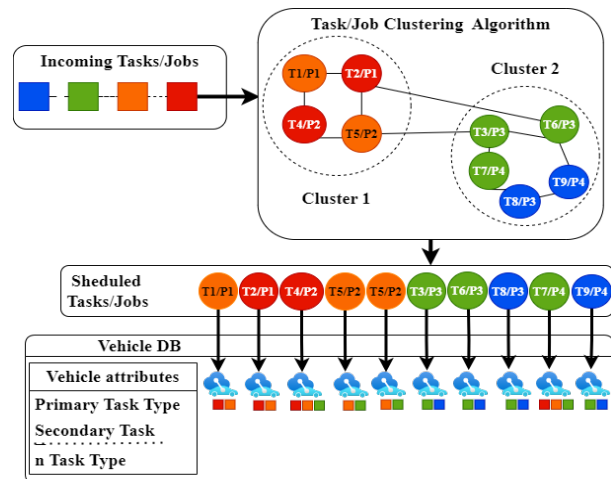 Task/Job Clustering Algorithm
Incoming Tasks/Jobs
Cluster 2
T1/P1
T2/P1
T4/P2
T5/P2
T3/P3
T6/P3
T7/P4
T9/P4
T8/P3
Cluster 1
Sheduled
Tasks/Jobs
T1/P1 T2/P1 T4/P2 T5/P2 T5/P2 T3/P3 T6/P3 T8/P3 T7/P4 T9/P4
Vehicle DB
Vehicle attributes
Primary Task Type
Secondary Task
n Task Type